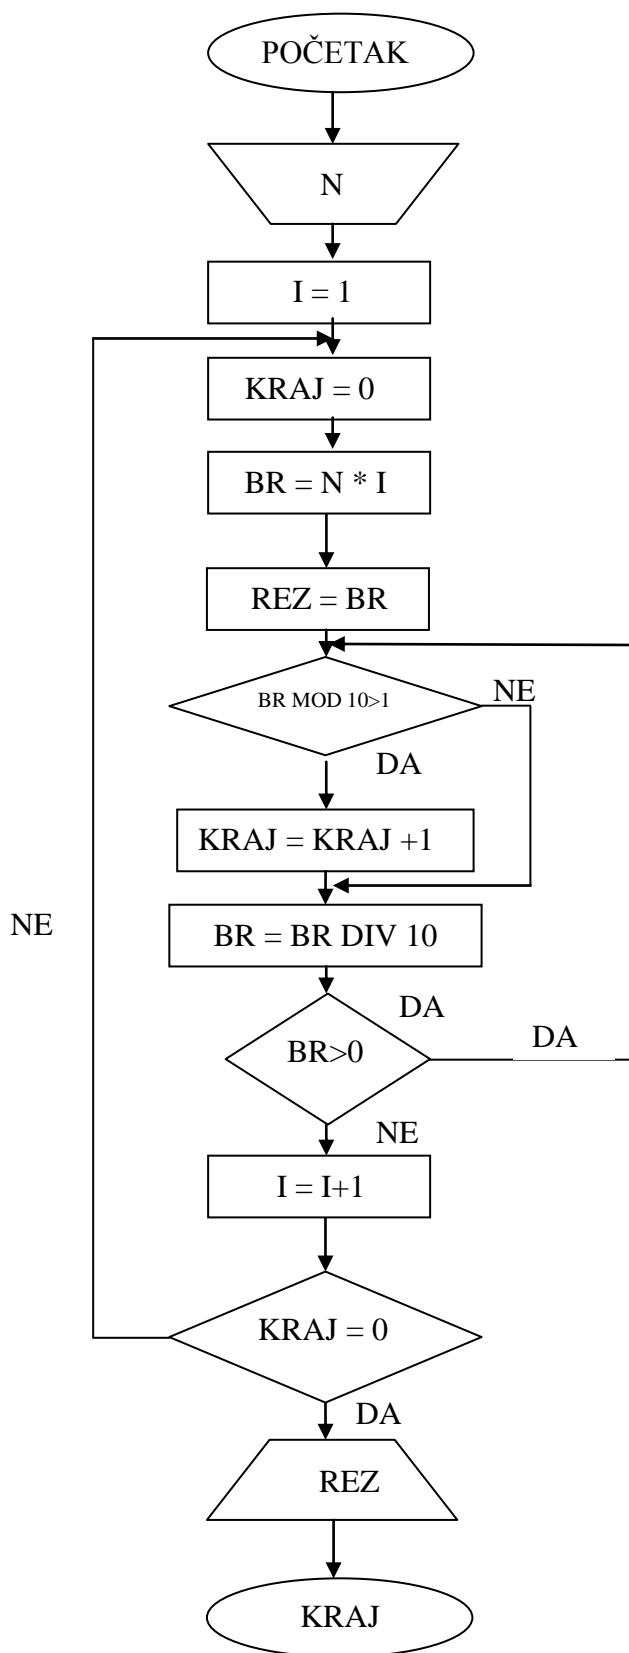 POČETAK
N
I = 1
KRAJ = 0
BR = N * I
REZ = BR
BR MOD 10>1
NE
DA
KRAJ = KRAJ +1
NE
BR = BR DIV 10
DA
BR>0
DA
NE
I = I+1
KRAJ = 0
DA
REZ
KRAJ